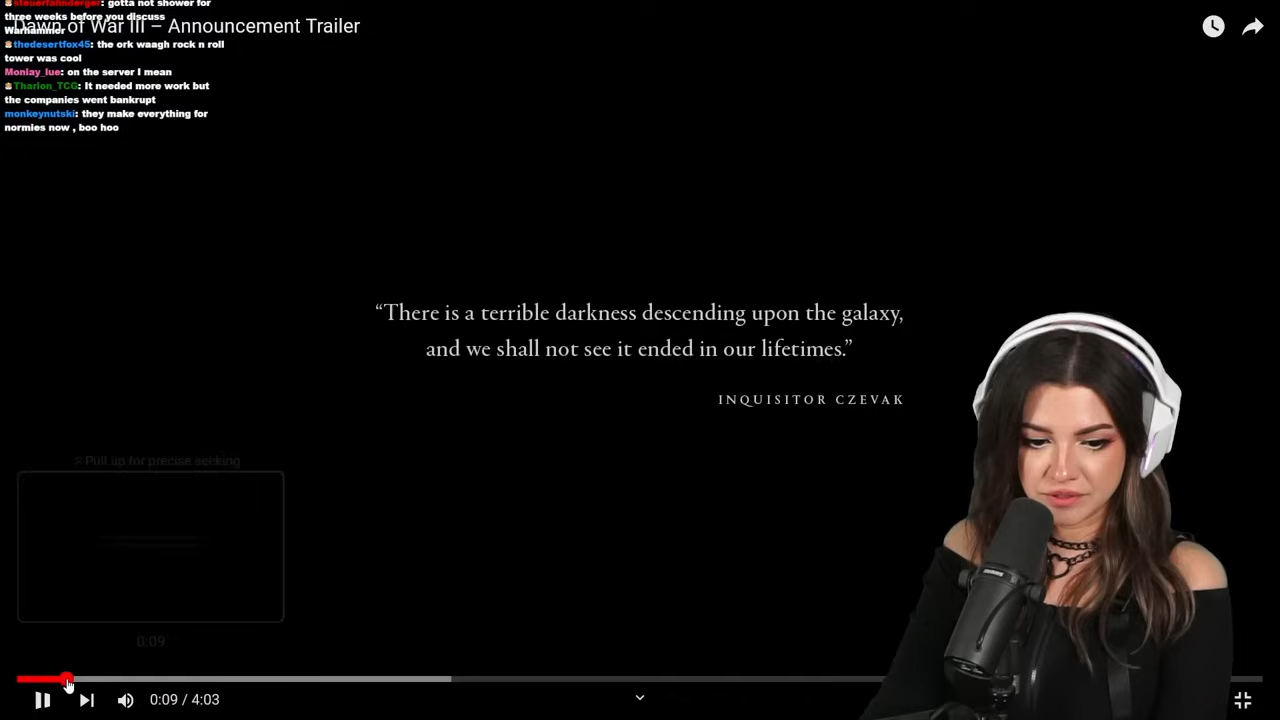 steuerfahnderger: gotta not shower for
three weeks before you discuss
Warhammer
Dawn of War III – Announcement Trailer
thedesertfox45: the ork waagh rock n roll
tower was cool
Moniay_lue: on the server I mean
Tharion_TCG: It needed more work but
the companies went bankrupt
monkeynutski: they make everything for
normies now , boo hoo
“There is a terrible darkness descending upon the galaxy,
and we shall not see it ended in our lifetimes.”
INQUISITOR CZEVAK
Pull up for precise seeking
0:09
0:09 / 4:03